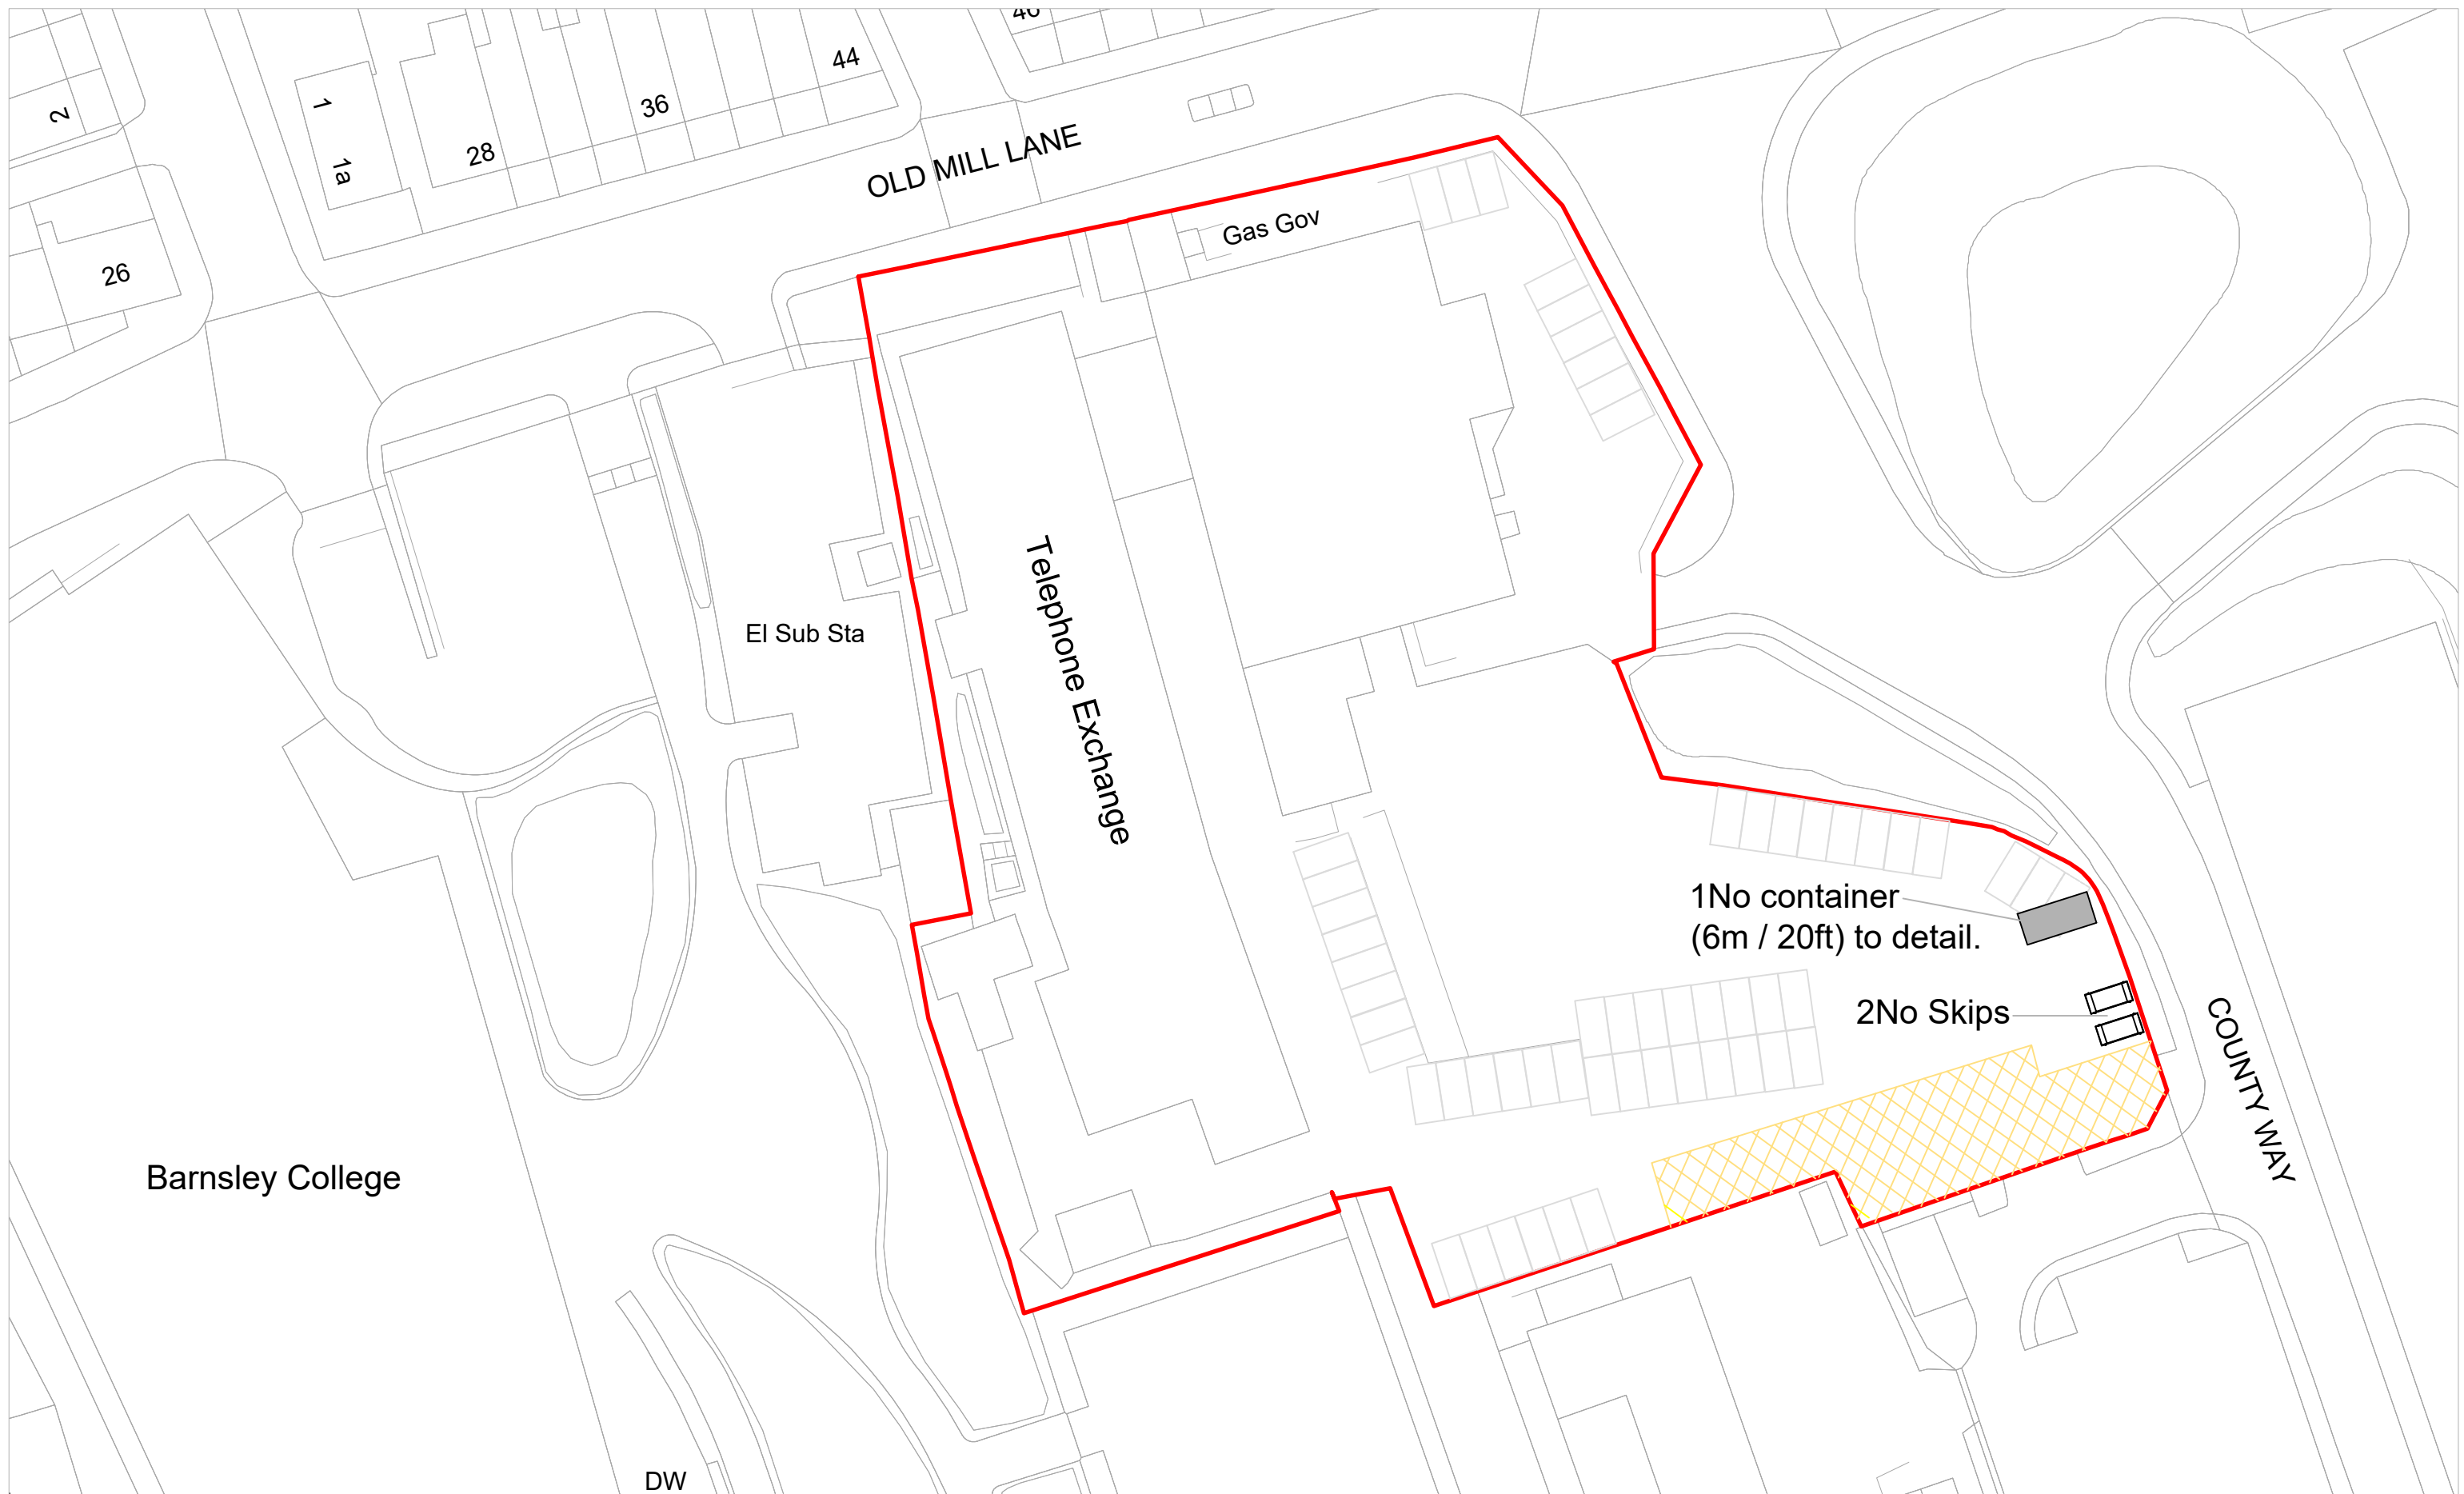 46
44
36
28
2
1
1a
26
OLD MILL LANE
Gas Gov
El Sub Sta
Telephone Exchange
1No container
(6m / 20ft) to detail.
2No Skips
COUNTY WAY
Barnsley College
DW